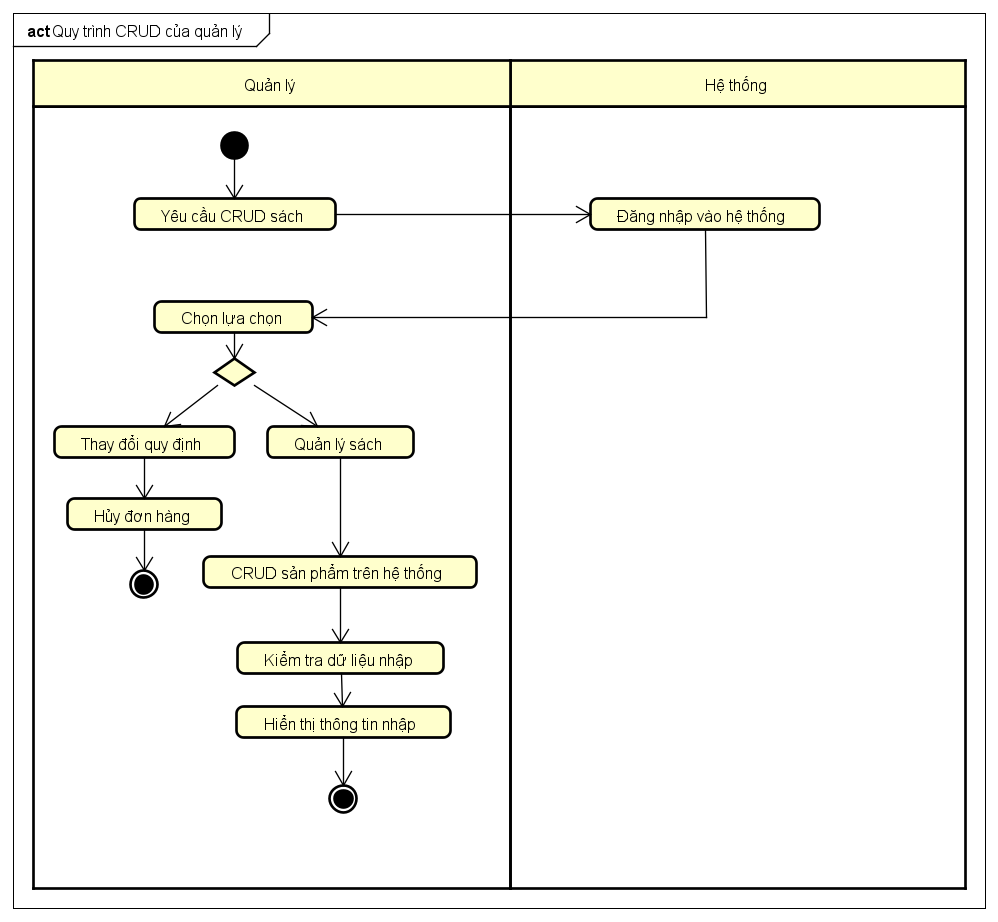 act Quy trình CRUD của quản lý
Quản lý
Hệ thống
Yêu cầu CRUD sách
Đăng nhập vào hệ thống
Chọn lựa chọn
Thay đổi quy định
Quản lý sách
Hủy đơn hàng
CRUD sản phẩm trên hệ thống
Kiểm tra dữ liệu nhập
Hiển thị thông tin nhập